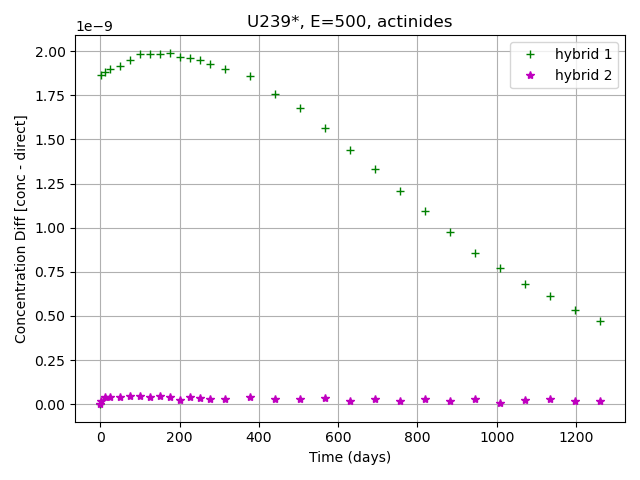 U239*, E=500, actinides
1e−9
2.00
1.75
1.50
1.25
1.00
0.75
0.50
0.25
0.00
Concentration Diff [conc - direct]
hybrid 1
hybrid 2
0
200
400
600
800
1000
1200
Time (days)